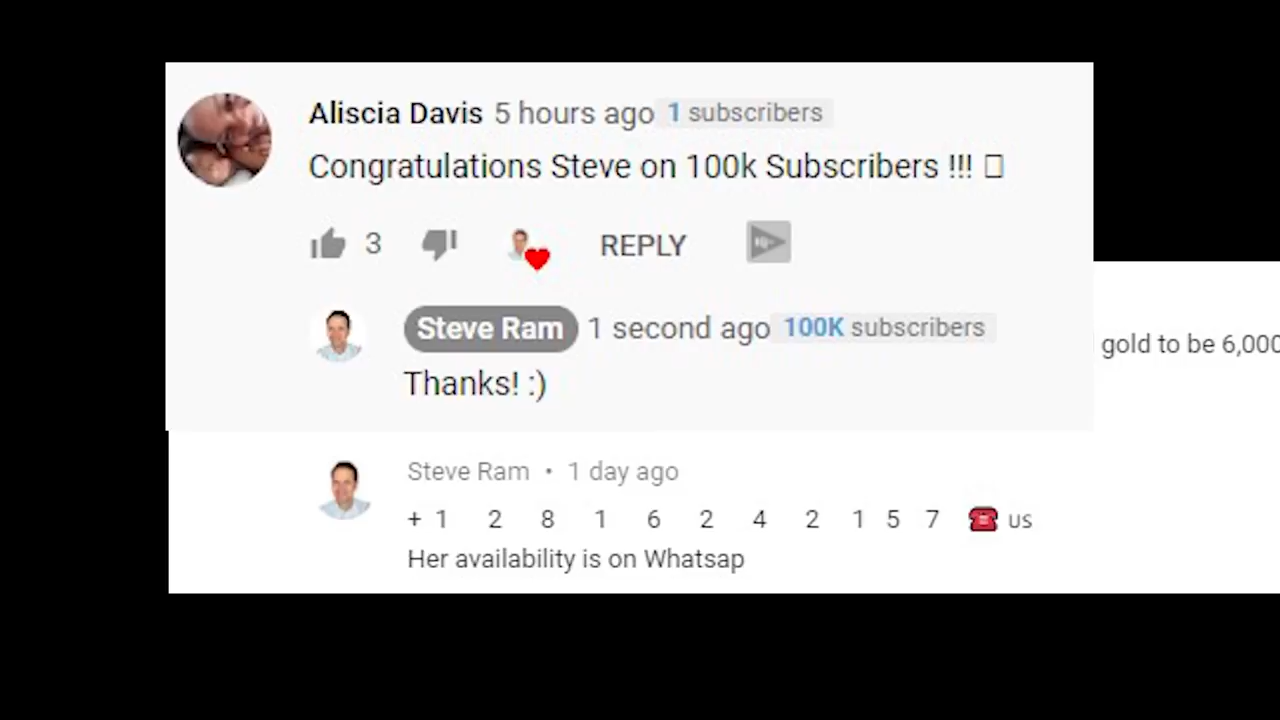 Aliscia Davis 5 hours ago 1 subscribers
Congratulations Steve on 100k Subscribers !!!
3 REPLY
Steve Ram 1 second ago 100K subscribers
gold to be 6,000
Thanks! :)
Steve Ram • 1 day ago
+ 1 2 8 1 6 2 4 2 1 5 7 ☎️ us
Her availability is on Whatsap